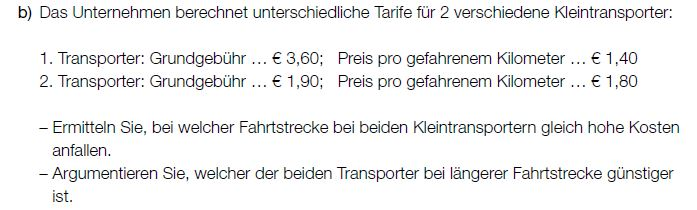 b) Das Unternehmen berechnet unterschiedliche Tarife für 2 verschiedene Kleintransporter:
1. Transporter: Grundgebühr … € 3,60; Preis pro gefahrenem Kilometer … € 1,40
2. Transporter: Grundgebühr … € 1,90; Preis pro gefahrenem Kilometer … € 1,80
– Ermitteln Sie, bei welcher Fahrtstrecke bei beiden Kleintransportern gleich hohe Kosten
anfallen.
– Argumentieren Sie, welcher der beiden Transporter bei längerer Fahrtstrecke günstiger
ist.